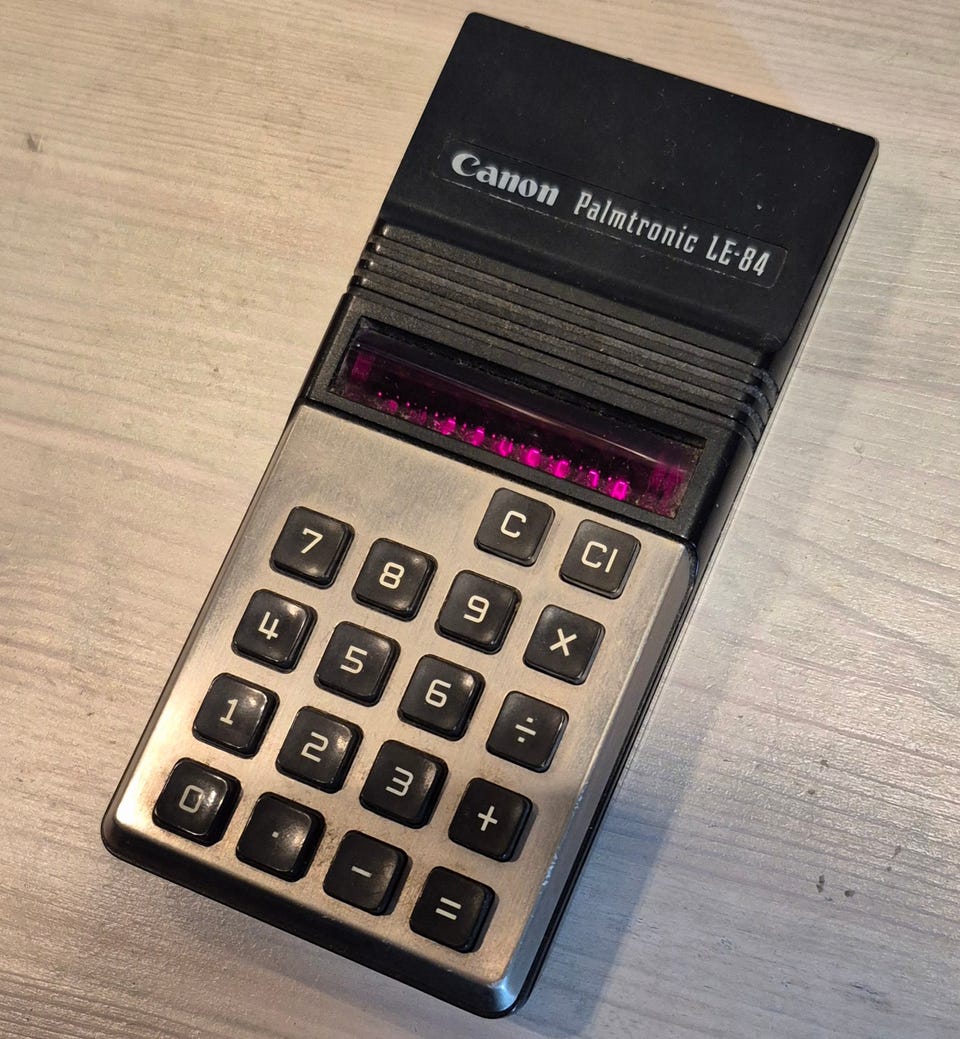 Canon Palmtronic LE-84
C CI
7 8 9 X
4 5 6 ÷
1 2 3 +
0 . - =